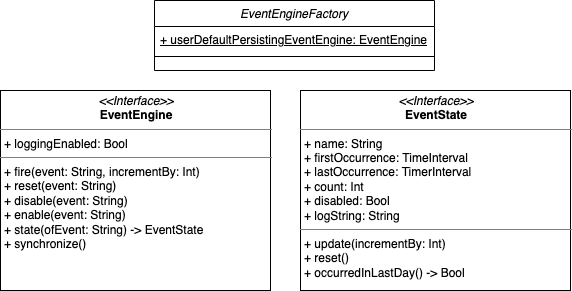 EventEngineFactory
+ userDefaultPersistingEventEngine: EventEngine
<<Interface>>
EventEngine
+ loggingEnabled: Bool
+ fire(event: String, incrementBy: Int)
+ reset(event: String)
+ disable(event: String)
+ enable(event: String)
+ state(ofEvent: String) -> EventState
+ synchronize()
<<Interface>>
EventState
+ name: String
+ firstOccurrence: TimeInterval
+ lastOccurrence: TimerInterval
+ count: Int
+ disabled: Bool
+ logString: String
+ update(incrementBy: Int)
+ reset()
+ occurredInLastDay() -> Bool